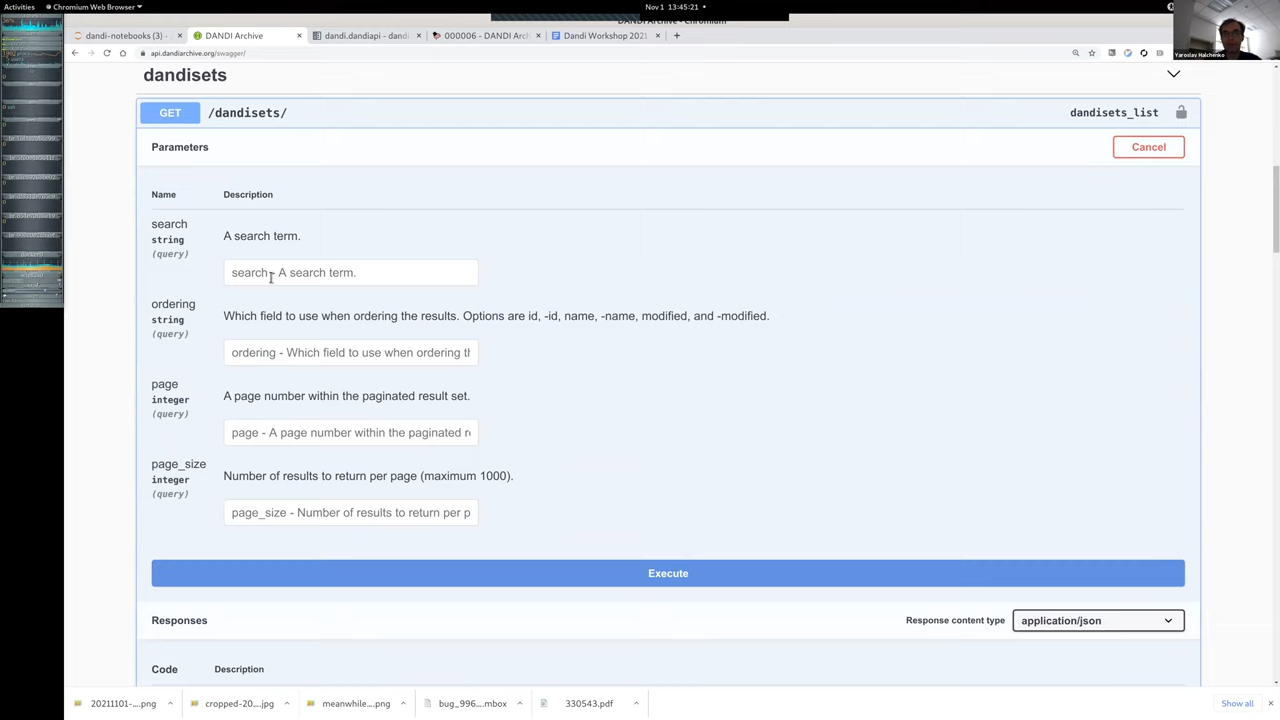 Activities Chromium Web Browser Nov 1 13:45:21
DANDI Archive - Chromium
dandi-notebooks (3) - DANDI Archive dandi.dandiapi - dandi 000006 - DANDI Archi Dandi Workshop 2021
api.dandiarchive.org/swagger/
Yaroslav Halchenko
dandisets
GET /dandisets/ dandisets_list
Parameters Cancel
Name Description
search
string
(query)
A search term.
search - A search term.
ordering
string
(query)
Which field to use when ordering the results. Options are id, -id, name, -name, modified, and -modified.
ordering - Which field to use when ordering th
page
integer
(query)
A page number within the paginated result set.
page - A page number within the paginated re
page_size
integer
(query)
Number of results to return per page (maximum 1000).
page_size - Number of results to return per p
Execute
Responses Response content type application/json
Code Description
20211101-....png cropped-20....jpg meanwhile....png bug_996....mbox 330543.pdf Show all